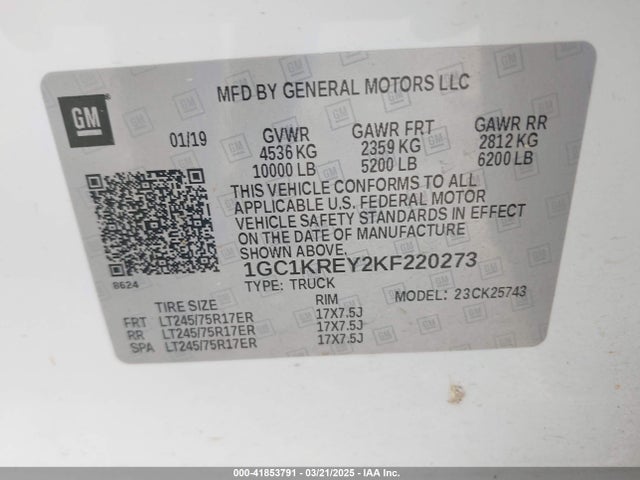 GM
MFD BY GENERAL MOTORS LLC
01/19 GVWR GAWR FRT GAWR RR
4536 KG 2359 KG 2812 KG
10000 LB 5200 LB 6200 LB
THIS VEHICLE CONFORMS TO ALL
APPLICABLE U.S. FEDERAL MOTOR
VEHICLE SAFETY STANDARDS IN EFFECT
ON THE DATE OF MANUFACTURE
SHOWN ABOVE.
1GC1KREY2KF220273
8624
TYPE: TRUCK MODEL: 23CK25743
TIRE SIZE RIM
FRT LT245/75R17ER 17X7.5J
RR LT245/75R17ER 17X7.5J
SPA LT245/75R17ER 17X7.5J
000-41853791 - 03/21/2025 - IAA Inc.